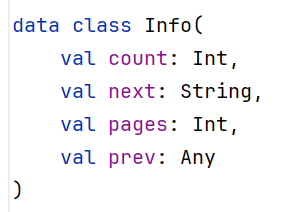 data class Info(
    val count: Int,
    val next: String,
    val pages: Int,
    val prev: Any
)